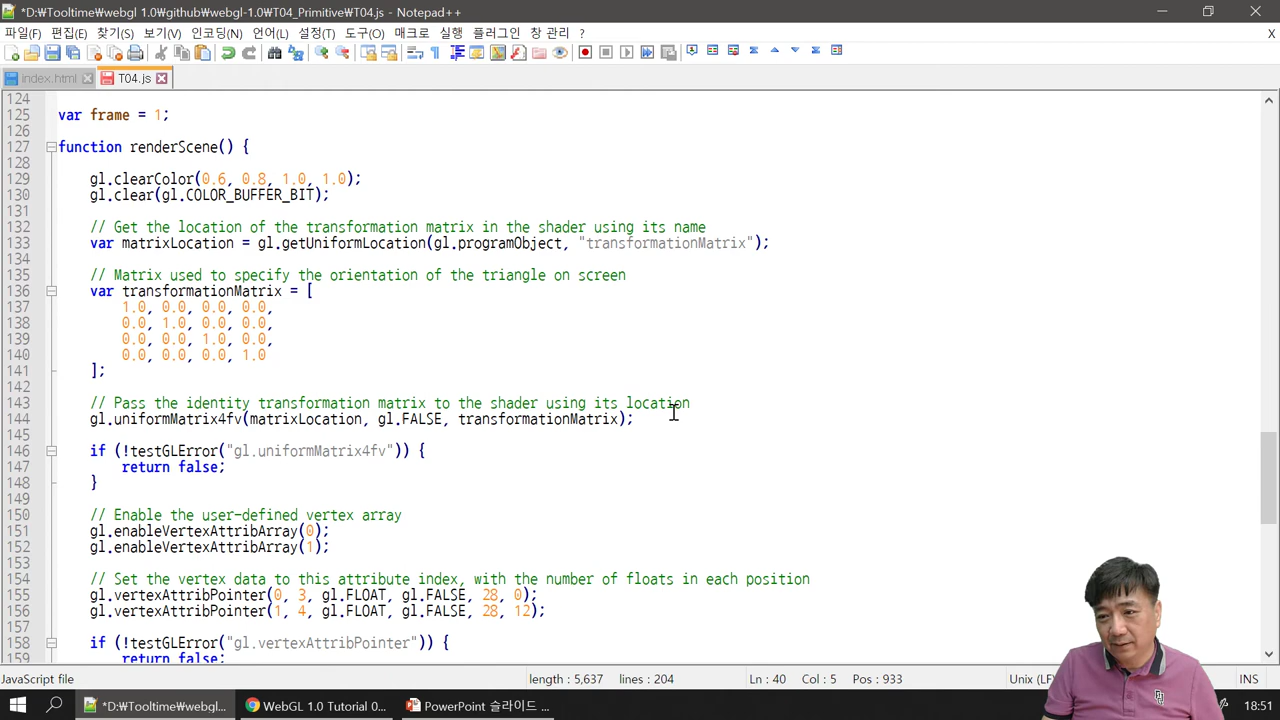 *D:₩Tooltime₩webgl 1.0₩github₩webgl-1.0₩T04_Primitive₩T04.js - Notepad++
파일(F) 편집(E) 찾기(S) 보기(V) 인코딩(N) 언어(L) 설정(T) 도구(O) 매크로 실행 플러그인 창 관리 ? X
index.html T04.js
124
125 var frame = 1;
126
127 function renderScene() {
128
129 gl.clearColor(0.6, 0.8, 1.0, 1.0);
130 gl.clear(gl.COLOR_BUFFER_BIT);
131
132 // Get the location of the transformation matrix in the shader using its name
133 var matrixLocation = gl.getUniformLocation(gl.programObject, "transformationMatrix");
134
135 // Matrix used to specify the orientation of the triangle on screen
136 var transformationMatrix = [
137 1.0, 0.0, 0.0, 0.0,
138 0.0, 1.0, 0.0, 0.0,
139 0.0, 0.0, 1.0, 0.0,
140 0.0, 0.0, 0.0, 1.0
141 ];
142
143 // Pass the identity transformation matrix to the shader using its location
144 gl.uniformMatrix4fv(matrixLocation, gl.FALSE, transformationMatrix);
145
146 if (!testGLError("gl.uniformMatrix4fv")) {
147 return false;
148 }
149
150 // Enable the user-defined vertex array
151 gl.enableVertexAttribArray(0);
152 gl.enableVertexAttribArray(1);
153
154 // Set the vertex data to this attribute index, with the number of floats in each position
155 gl.vertexAttribPointer(0, 3, gl.FLOAT, gl.FALSE, 28, 0);
156 gl.vertexAttribPointer(1, 4, gl.FLOAT, gl.FALSE, 28, 12);
157
158 if (!testGLError("gl.vertexAttribPointer")) {
159 return false;
JavaScript file length : 5,637 lines : 204 Ln : 40 Col : 5 Pos : 933 Unix (LF) INS
*D:₩Tooltime₩webgl... WebGL 1.0 Tutorial 0... PowerPoint 슬라이드 ... 18:51